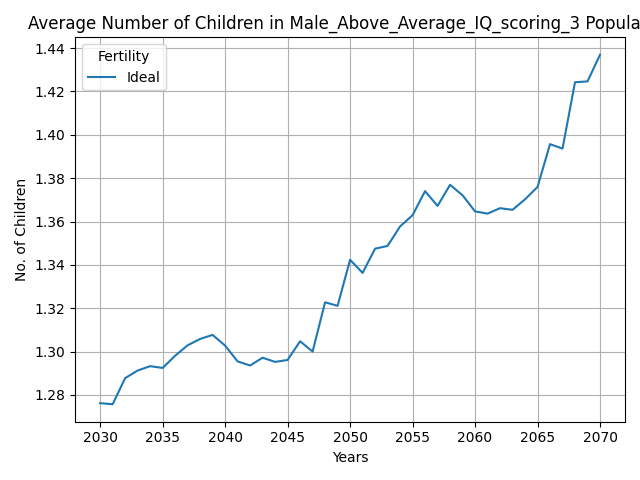 Average Number of Children in Male_Above_Average_IQ_scoring_3 Popula
Fertility
Ideal
No. of Children
1.44
1.42
1.40
1.38
1.36
1.34
1.32
1.30
1.28
2030 2035 2040 2045 2050 2055 2060 2065 2070
Years